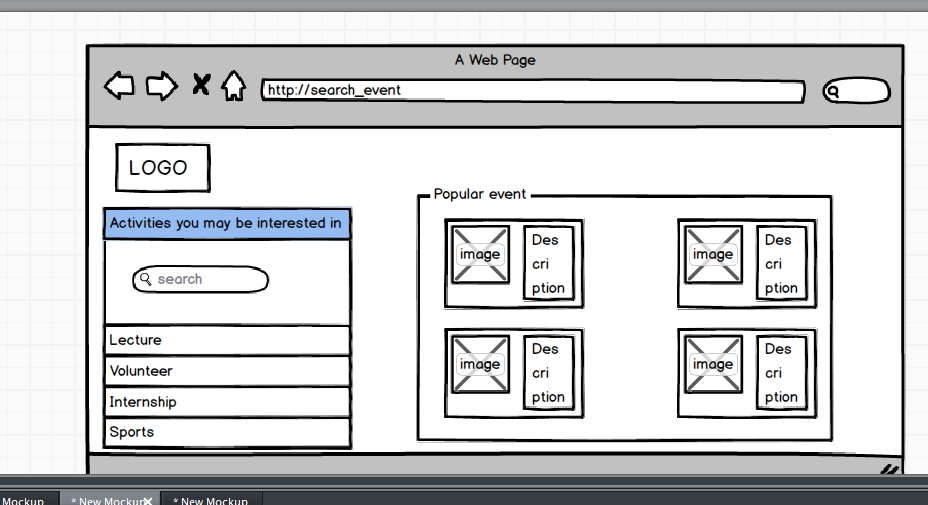 A Web Page
http://search_event
LOGO
Activities you may be interested in
search
Lecture
Volunteer
Internship
Sports
Popular event
image
Des
cri
ption
image
Des
cri
ption
image
Des
cri
ption
image
Des
cri
ption
Mockup
* New Mockup
* New Mockup